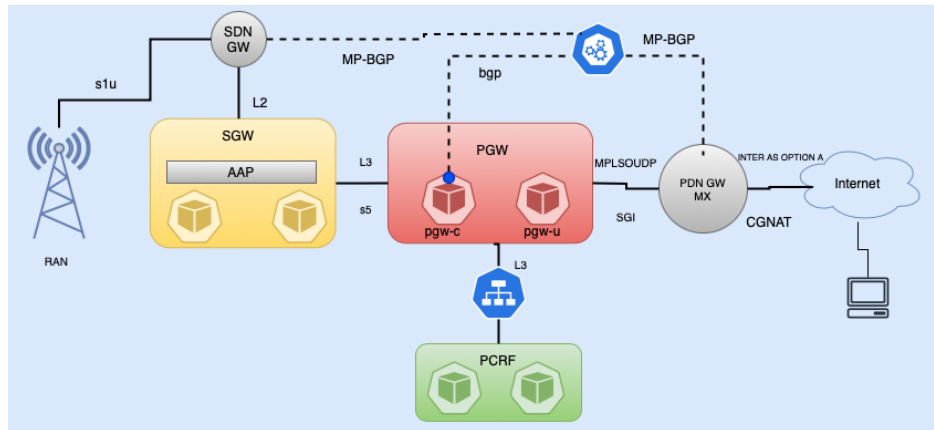 SDN
GW
MP-BGP
MP-BGP
bgp
s1u
L2
SGW
AAP
L3
s5
PGW
pgw-c
pgw-u
MPLSOUDP
SGI
PDN GW
MX
INTER AS OPTION A
CGNAT
Internet
RAN
L3
PCRF